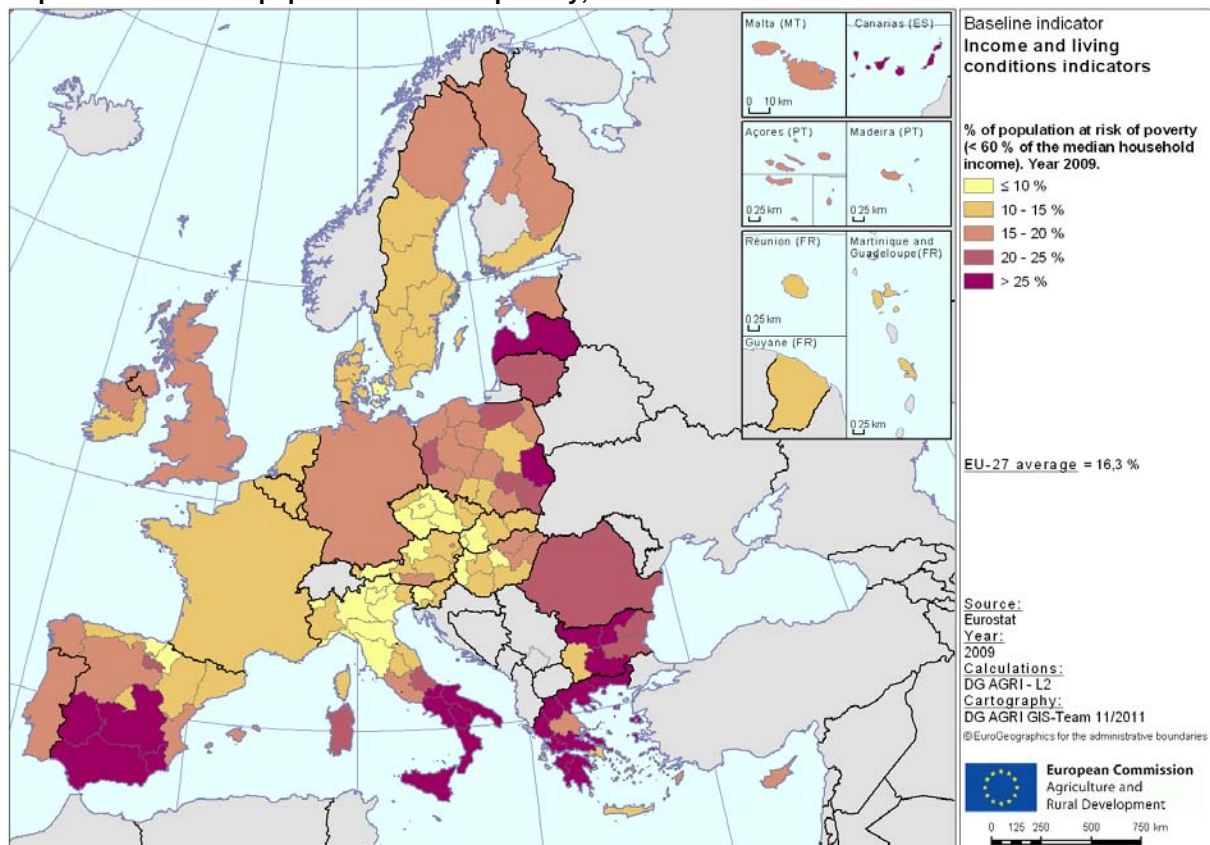 Malta (MT)
Canarias (ES)
0 10 km
Açores (PT)
Madeira (PT)
0 25 km
0 25 km
Réunion (FR)
Martinique and
Guadeloupe(FR)
0 25 km
Guyane (FR)
0 25 km
Baseline indicator
Income and living
conditions indicators
% of population at risk of poverty
(< 60 % of the median household
income). Year 2009.
≤ 10 %
10 - 15 %
15 - 20 %
20 - 25 %
> 25 %
EU-27 average = 16,3 %
Source:
Eurostat
Year:
2009
Calculations:
DG AGRI - L2
Cartography:
DG AGRI GIS-Team 11/2011
© EuroGeographics for the administrative boundaries
European Commission
Agriculture and
Rural Development
0 125 250 500 750 km